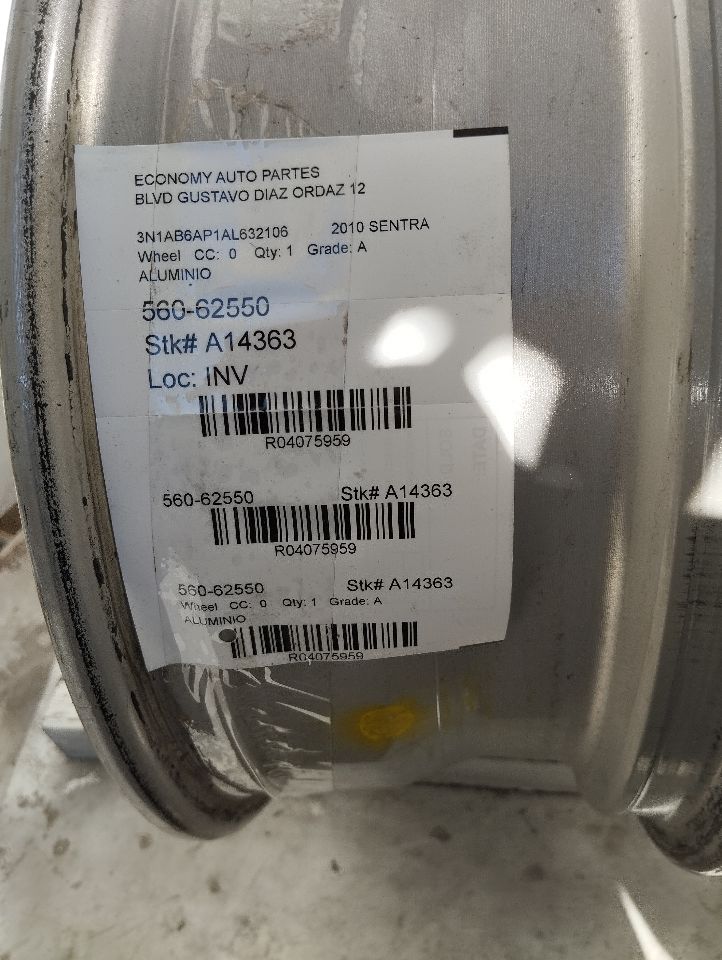 ECONOMY AUTO PARTES
BLVD GUSTAVO DIAZ ORDAZ 12
3N1AB6AP1AL632106 2010 SENTRA
Wheel CC: 0 Qty: 1 Grade: A
ALUMINIO
560-62550
Stk# A14363
Loc: INV
R04075959
560-62550 Stk# A14363
R04075959
560-62550 Stk# A14363
Wheel CC: 0 Qty: 1 Grade: A
ALUMINIO
R04075959